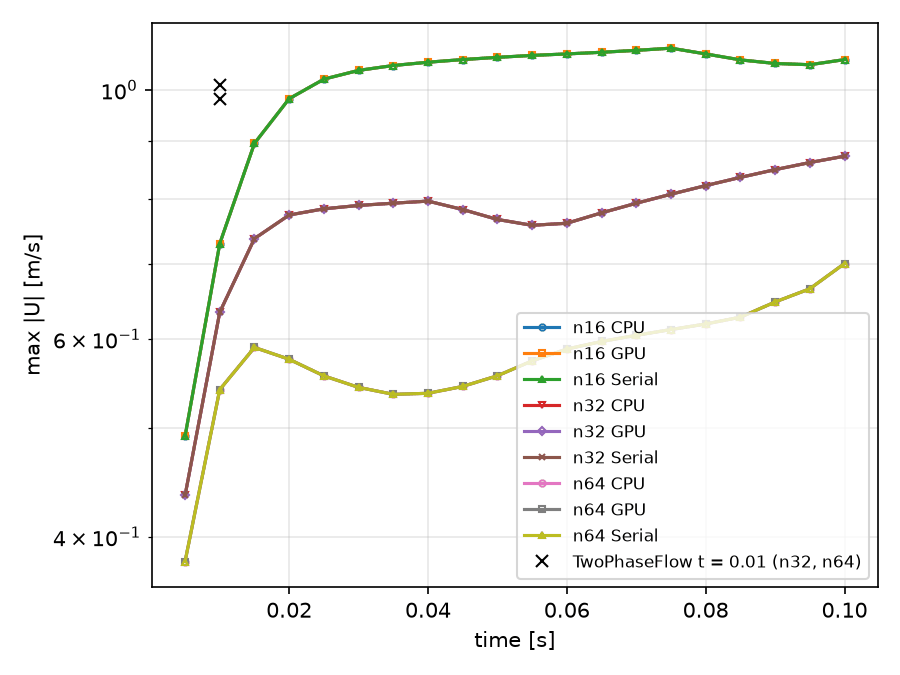 10⁰
6 × 10⁻¹
4 × 10⁻¹
max |U| [m/s]
n16 CPU
n16 GPU
n16 Serial
n32 CPU
n32 GPU
n32 Serial
n64 CPU
n64 GPU
n64 Serial
TwoPhaseFlow t = 0.01 (n32, n64)
0.02 0.04 0.06 0.08 0.10
time [s]